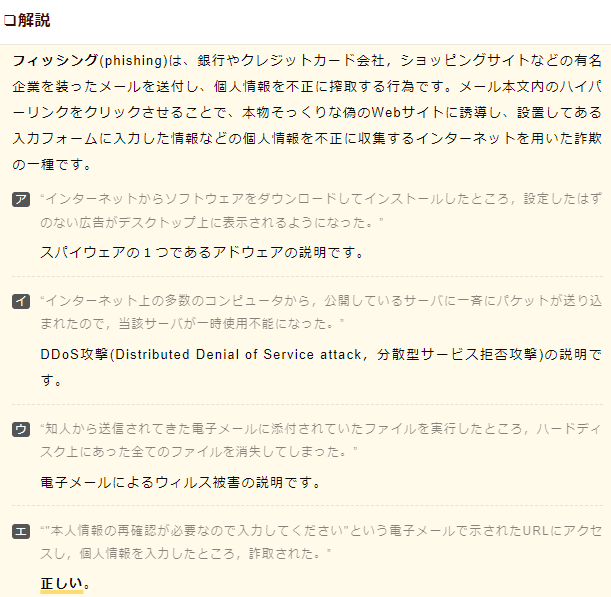 ❏解説
フィッシング(phishing)は、銀行やクレジットカード会社，ショッピングサイトなどの有名
企業を装ったメールを送付し、個人情報を不正に搾取する行為です。メール本文内のハイパ
ーリンクをクリックさせることで、本物そっくりな偽のWebサイトに誘導し、設置してある
入力フォームに入力した情報などの個人情報を不正に収集するインターネットを用いた詐欺
の一種です。
ア “インターネットからソフトウェアをダウンロードしてインストールしたところ，設定したはず
のない広告がデスクトップ上に表示されるようになった。”
スパイウェアの１つであるアドウェアの説明です。
イ “インターネット上の多数のコンピュータから，公開しているサーバに一斉にパケットが送り込
まれたので，当該サーバが一時使用不能になった。”
DDoS攻撃(Distributed Denial of Service attack，分散型サービス拒否攻撃)の説明で
す。
ウ “知人から送信されてきた電子メールに添付されていたファイルを実行したところ，ハードディ
スク上にあった全てのファイルを消失してしまった。”
電子メールによるウィルス被害の説明です。
エ “"本人情報の再確認が必要なので入力してください"という電子メールで示されたURLにアクセ
スし，個人情報を入力したところ，詐取された。”
正しい。